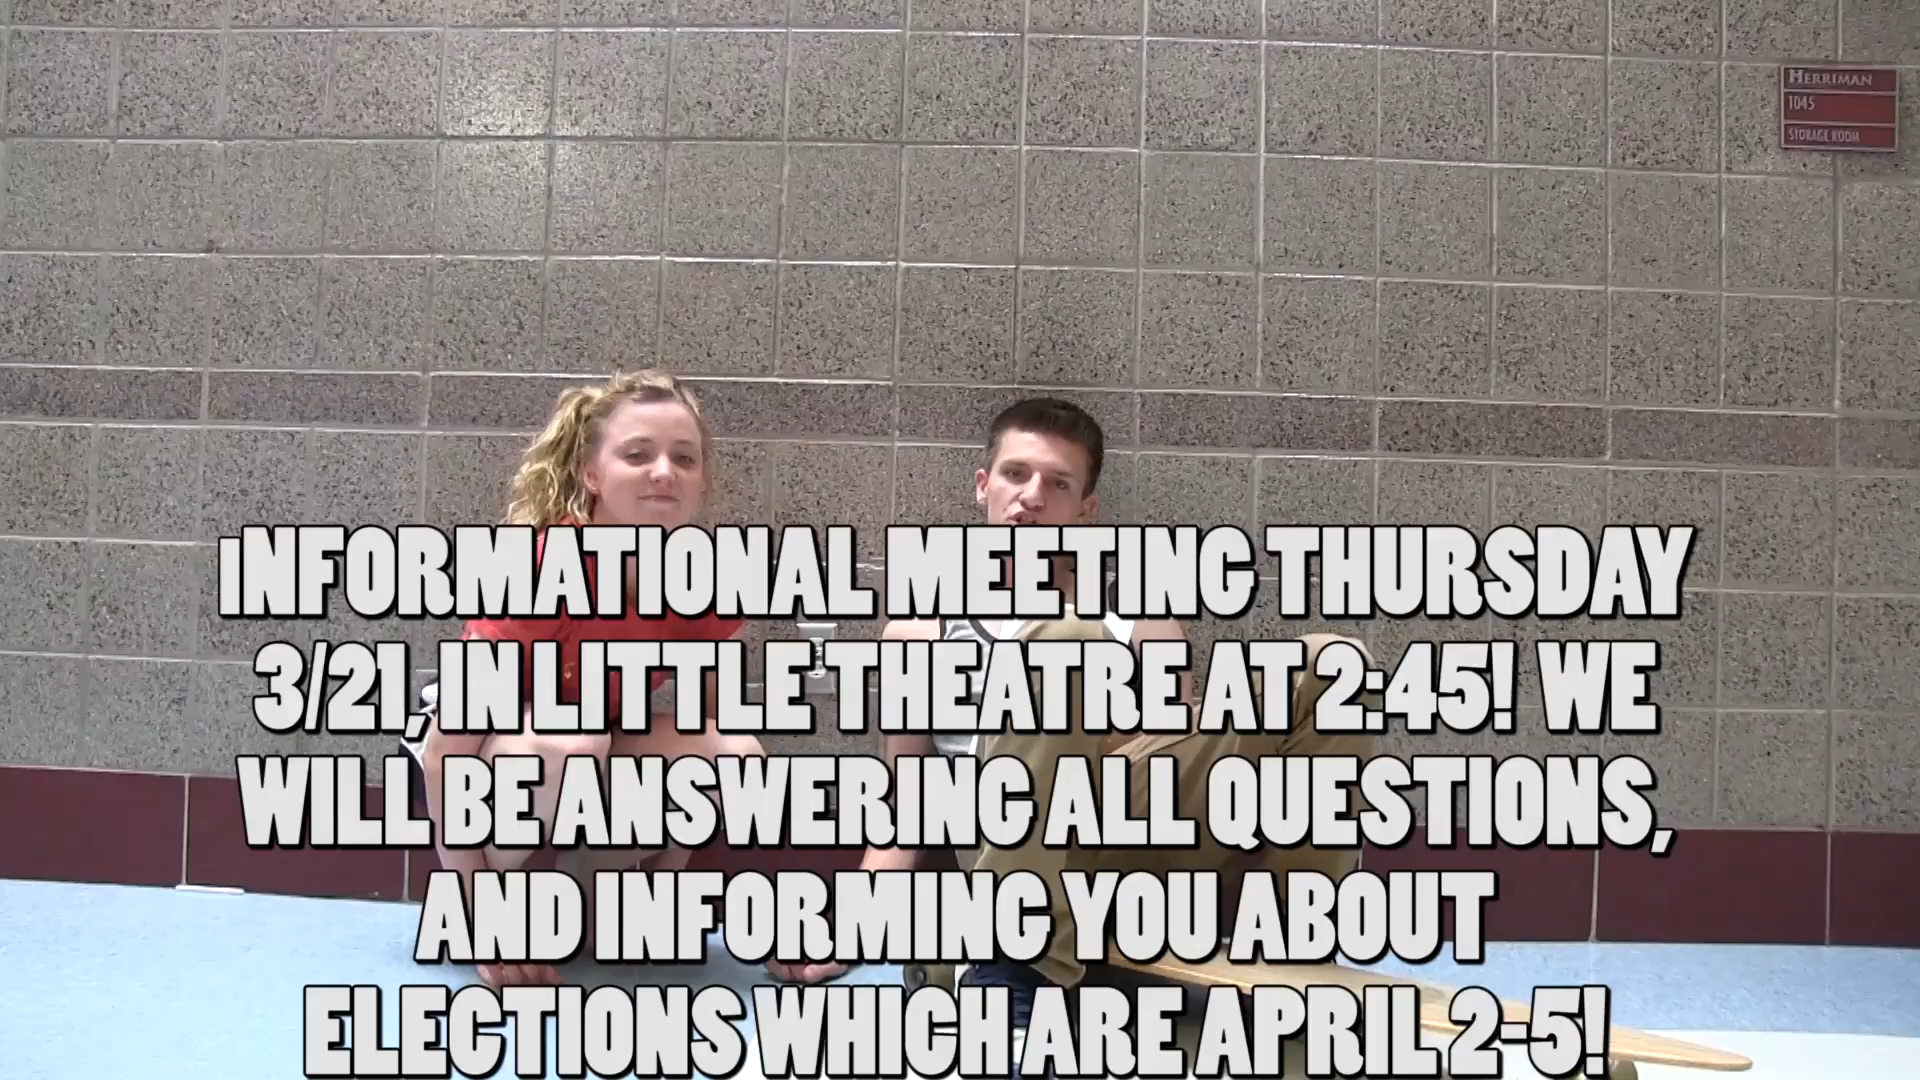 HERRIMAN
1045
STORAGE ROOM
INFORMATIONAL MEETING THURSDAY
3/21, IN LITTLE THEATRE AT 2:45! WE
WILL BE ANSWERING ALL QUESTIONS,
AND INFORMING YOU ABOUT
ELECTIONS WHICH ARE APRIL 2-5!